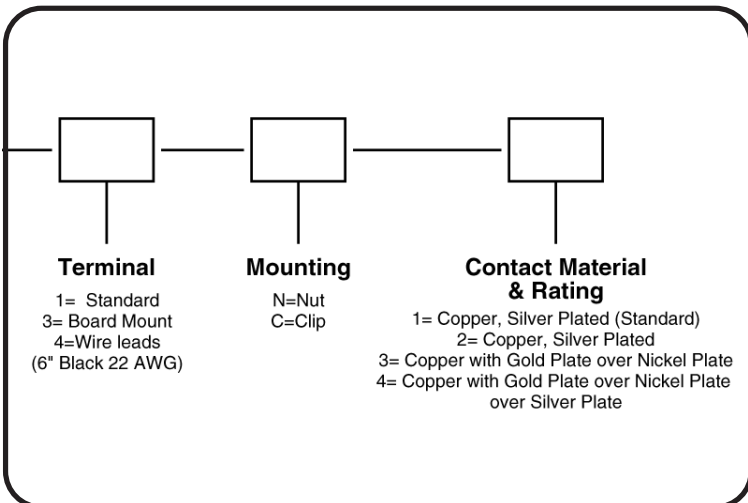 Terminal
1= Standard
3= Board Mount
4=Wire leads
(6" Black 22 AWG)
Mounting
N=Nut
C=Clip
Contact Material
& Rating
1= Copper, Silver Plated (Standard)
2= Copper, Silver Plated
3= Copper with Gold Plate over Nickel Plate
4= Copper with Gold Plate over Nickel Plate
over Silver Plate